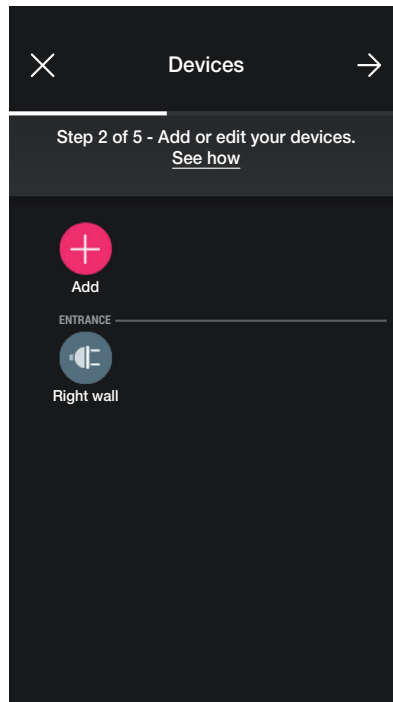 Devices
Step 2 of 5 - Add or edit your devices.
See how
Add
ENTRANCE
Right wall